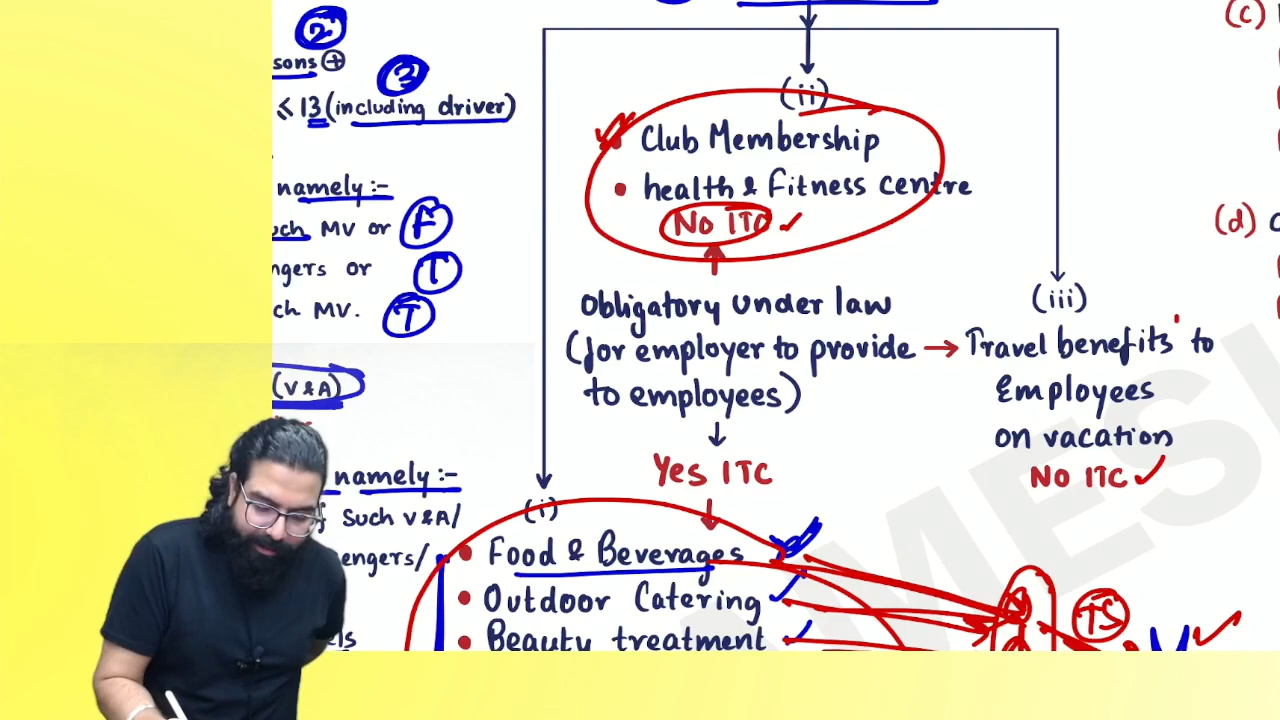 (c)
2
sons +
3
≤ 13 (including driver)
namely :-
such MV or F
ngers or T
ch MV. T
(V & A)
namely :-
Such V&A/
engers/
els
(ii)
• Club Membership
• health & Fitness centre
No ITC
Obligatory under law
(for employer to provide
to employees)
Yes ITC
(iii)
Travel benefits to
Employees
on vacation
No ITC
(d)
(i)
• Food & Beverages
• Outdoor Catering
• Beauty treatment
TS